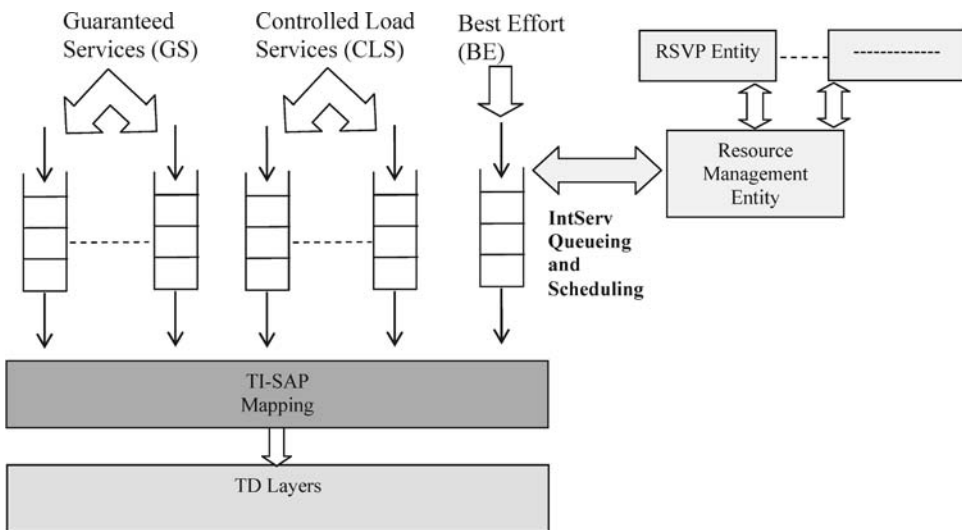 Guaranteed
Services (GS)
Controlled Load
Services (CLS)
Best Effort
(BE)
RSVP Entity
Resource
Management
Entity
IntServ
Queueing
and
Scheduling
TI-SAP
Mapping
TD Layers